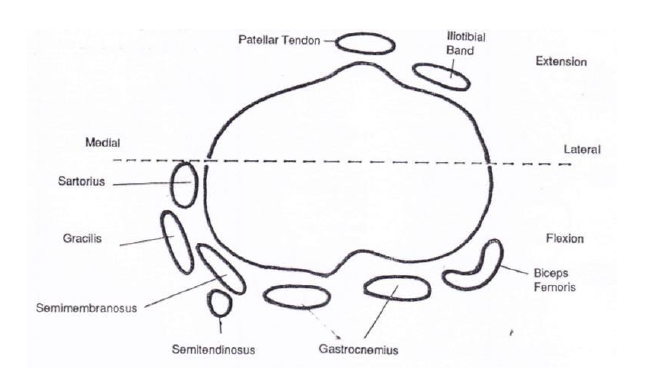 Patellar Tendon
Iliotibial
Band
Extension
Medial
Lateral
Sartorius
Gracilis
Flexion
Biceps
Femoris
Semimembranosus
Semitendinosus
Gastrocnemius